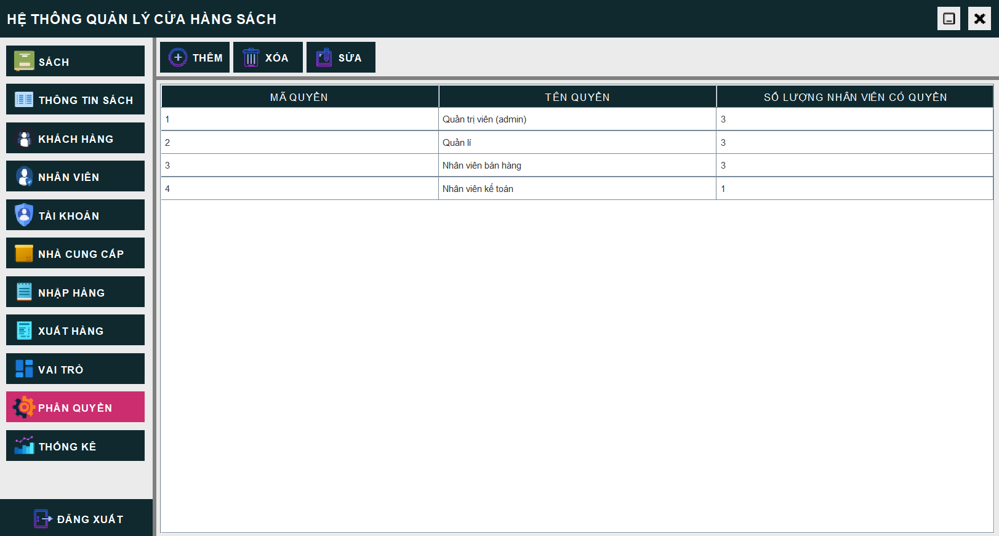 HỆ THỐNG QUẢN LÝ CỬA HÀNG SÁCH
SÁCH
THÔNG TIN SÁCH
KHÁCH HÀNG
NHÂN VIÊN
TÀI KHOẢN
NHÀ CUNG CẤP
NHẬP HÀNG
XUẤT HÀNG
VAI TRÒ
PHÂN QUYỀN
THỐNG KÊ
ĐĂNG XUẤT
THÊM XÓA SỬA
MÃ QUYỀN TÊN QUYỀN SỐ LƯỢNG NHÂN VIÊN CÓ QUYỀN
1 Quản trị viên (admin) 3
2 Quản lí 3
3 Nhân viên bán hàng 3
4 Nhân viên kế toán 1